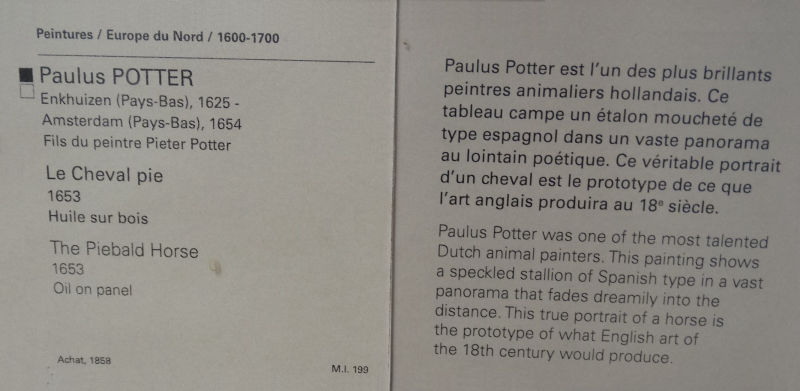 Peintures / Europe du Nord / 1600-1700
Paulus POTTER
Enkhuizen (Pays-Bas), 1625 -
Amsterdam (Pays-Bas), 1654
Fils du peintre Pieter Potter
Le Cheval pie
1653
Huile sur bois
The Piebald Horse
1653
Oil on panel
Achat, 1858
M.I. 199
Paulus Potter est l'un des plus brillants
peintres animaliers hollandais. Ce
tableau campe un étalon moucheté de
type espagnol dans un vaste panorama
au lointain poétique. Ce véritable portrait
d'un cheval est le prototype de ce que
l'art anglais produira au 18e siècle.
Paulus Potter was one of the most talented
Dutch animal painters. This painting shows
a speckled stallion of Spanish type in a vast
panorama that fades dreamily into the
distance. This true portrait of a horse is
the prototype of what English art of
the 18th century would produce.